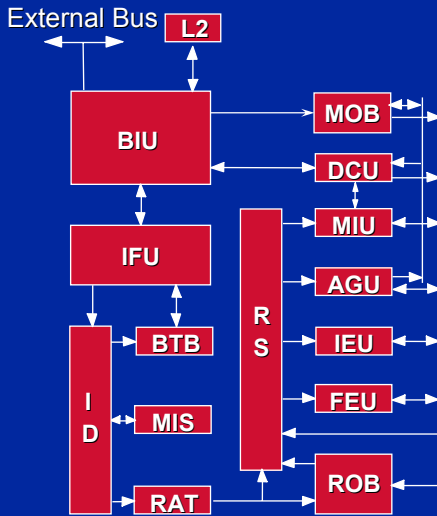 External Bus
L2
BIU
MOB
DCU
MIU
IFU
AGU
R
S
BTB
IEU
I
D
MIS
FEU
RAT
ROB